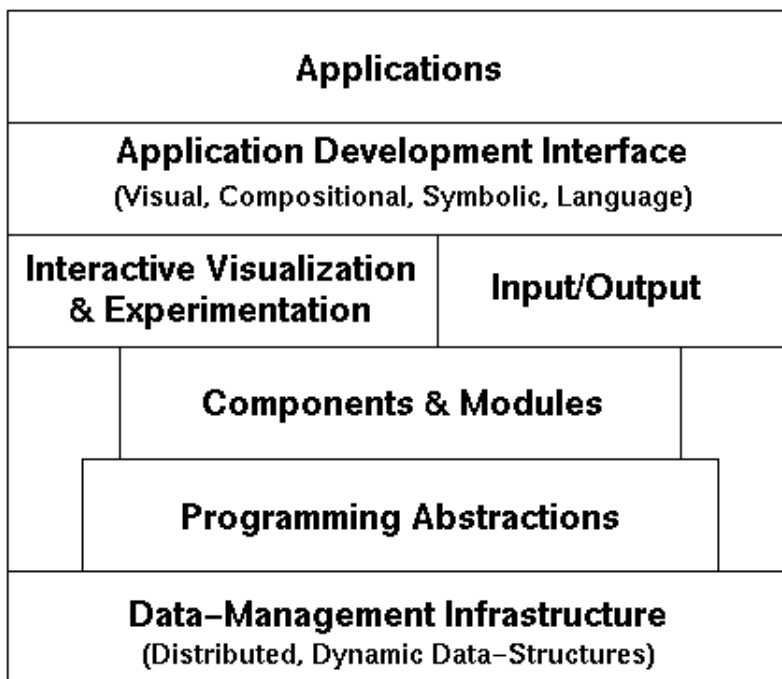 Applications
Application Development Interface
(Visual, Compositional, Symbolic, Language)
Interactive Visualization
& Experimentation
Input/Output
Components & Modules
Programming Abstractions
Data-Management Infrastructure
(Distributed, Dynamic Data-Structures)